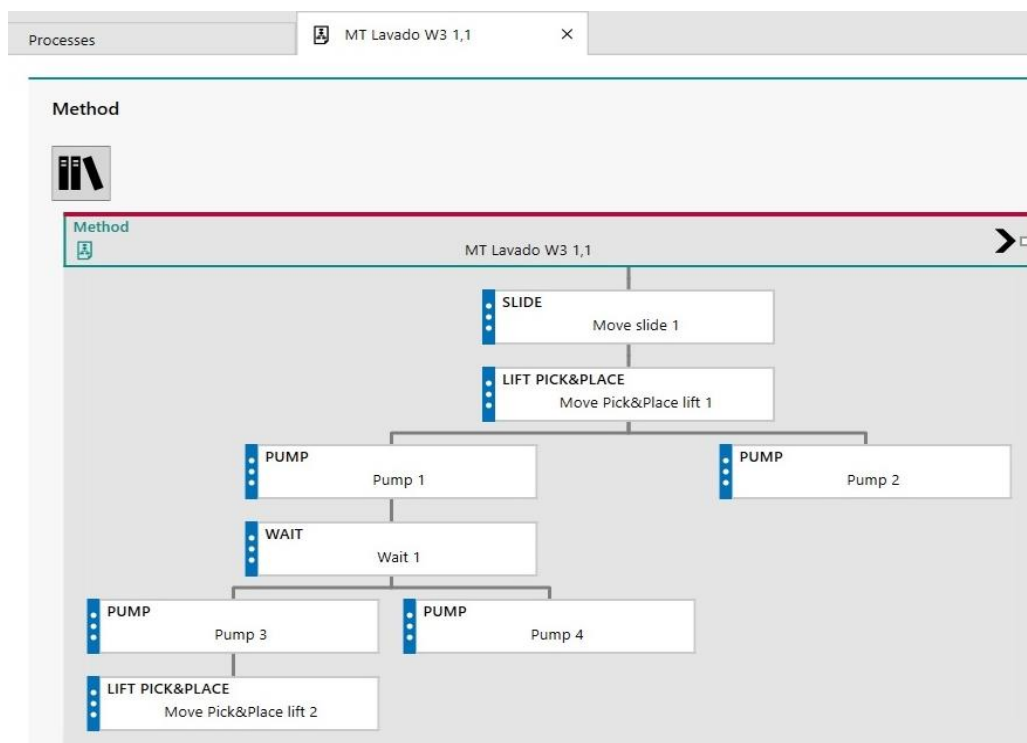 Processes
MT Lavado W3 1,1
Method
Method
MT Lavado W3 1,1
SLIDE
Move slide 1
LIFT PICK&PLACE
Move Pick&Place lift 1
PUMP
Pump 1
PUMP
Pump 2
WAIT
Wait 1
PUMP
Pump 3
PUMP
Pump 4
LIFT PICK&PLACE
Move Pick&Place lift 2